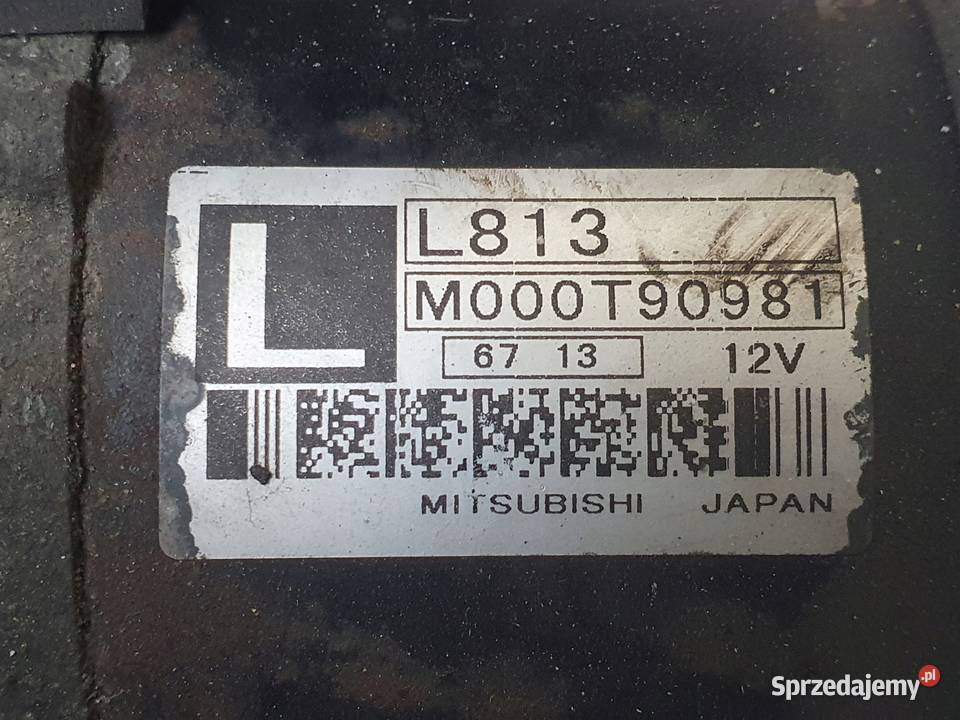 L
L813
M000T90981
67 13
12V
MITSUBISHI JAPAN
Sprzedajemy.pl